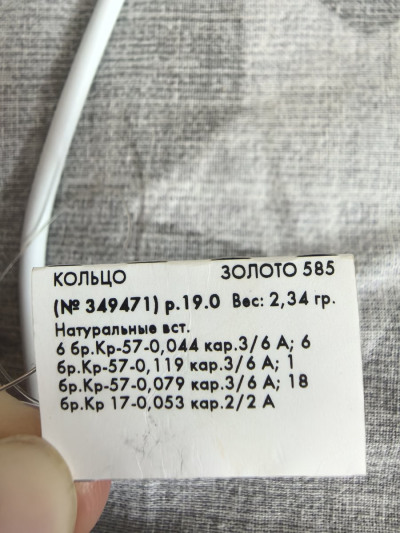 КОЛЬЦО ЗОЛОТО 585
(№ 349471) р.19.0 Вес: 2,34 гр.
Натуральные вст.
6 бр.Кр-57-0,044 кар.3/6 А; 6
бр.Кр-57-0,119 кар.3/6 А; 1
бр.Кр-57-0,079 кар.3/6 А; 18
бр.Кр 17-0,053 кар.2/2 А